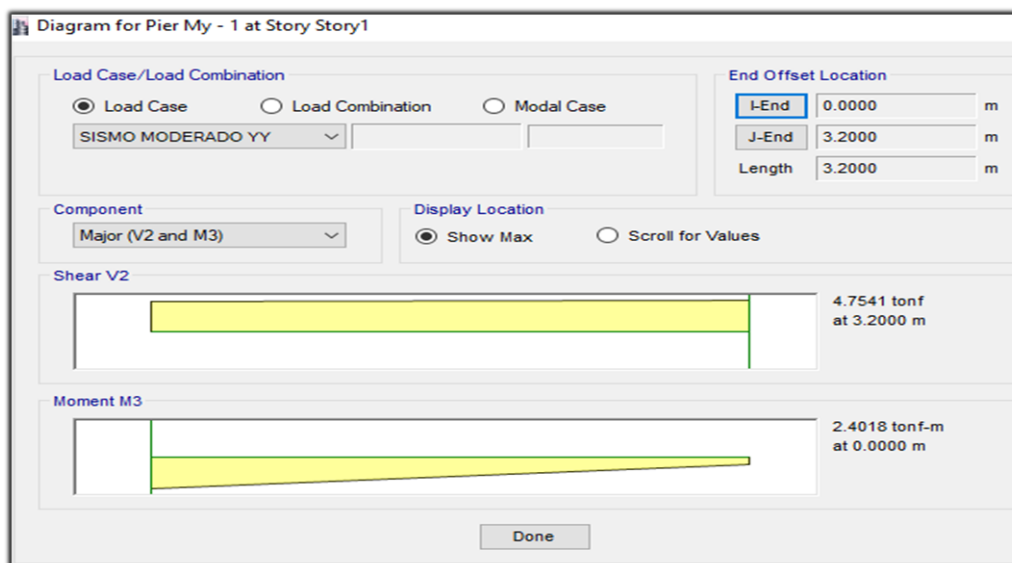 Diagram for Pier My - 1 at Story Story1
Load Case/Load Combination
Load Case Load Combination Modal Case
SISMO MODERADO YY
End Offset Location
I-End 0.0000 m
J-End 3.2000 m
Length 3.2000 m
Component
Major (V2 and M3)
Display Location
Show Max Scroll for Values
Shear V2
4.7541 tonf
at 3.2000 m
Moment M3
2.4018 tonf-m
at 0.0000 m
Done